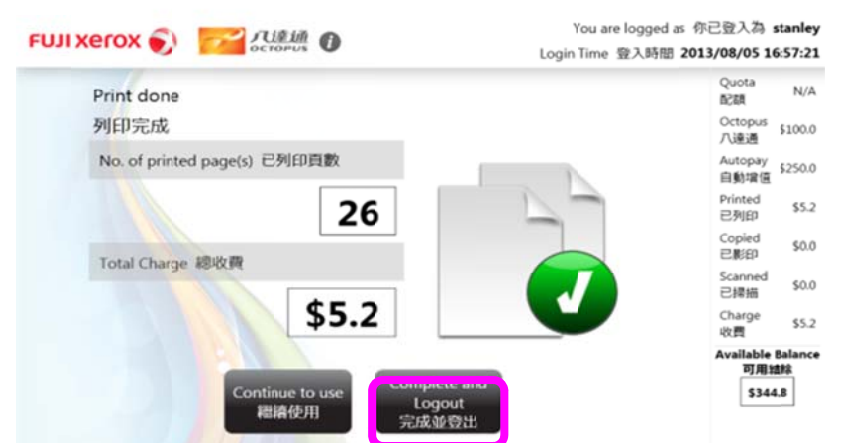 FUJI xerox 八達通 OCTOPUS i
You are logged as 你已登入為 stanley
Login Time 登入時間 2013/08/05 16:57:21
Print done
列印完成
No. of printed page(s) 已列印頁數
26
Total Charge 總收費
$5.2
Continue to use
繼續使用
Complete and
Logout
完成並登出
Quota
配額
N/A
Octopus
八達通
$100.0
Autopay
自動增值
$250.0
Printed
已列印
$5.2
Copied
已影印
$0.0
Scanned
已掃描
$0.0
Charge
收費
$5.2
Available Balance
可用結餘
$344.8